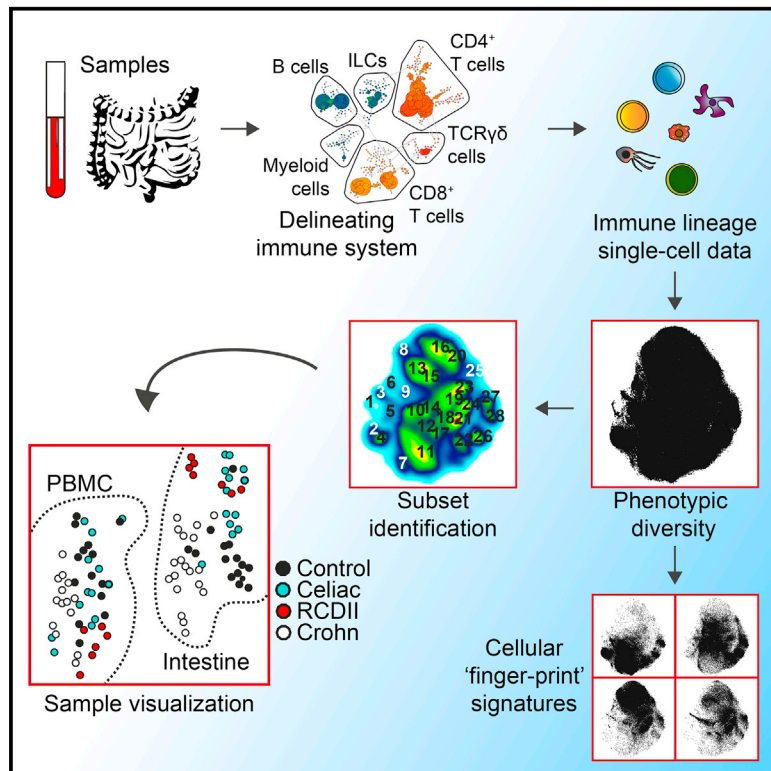 Samples
B cells
ILCs
CD4⁺
T cells
TCRγδ
cells
Myeloid
cells
CD8⁺
T cells
Delineating
immune system
Immune lineage
single-cell data
Phenotypic
diversity
Cellular
‘finger-print’
signatures
16
20
8
13
15
25
6
3
9
1
5
23
19
24
27
10
14
18
21
28
2
4
12
17
22
26
11
7
Subset
identification
PBMC
Intestine
Control
Celiac
RCDII
Crohn
Sample visualization